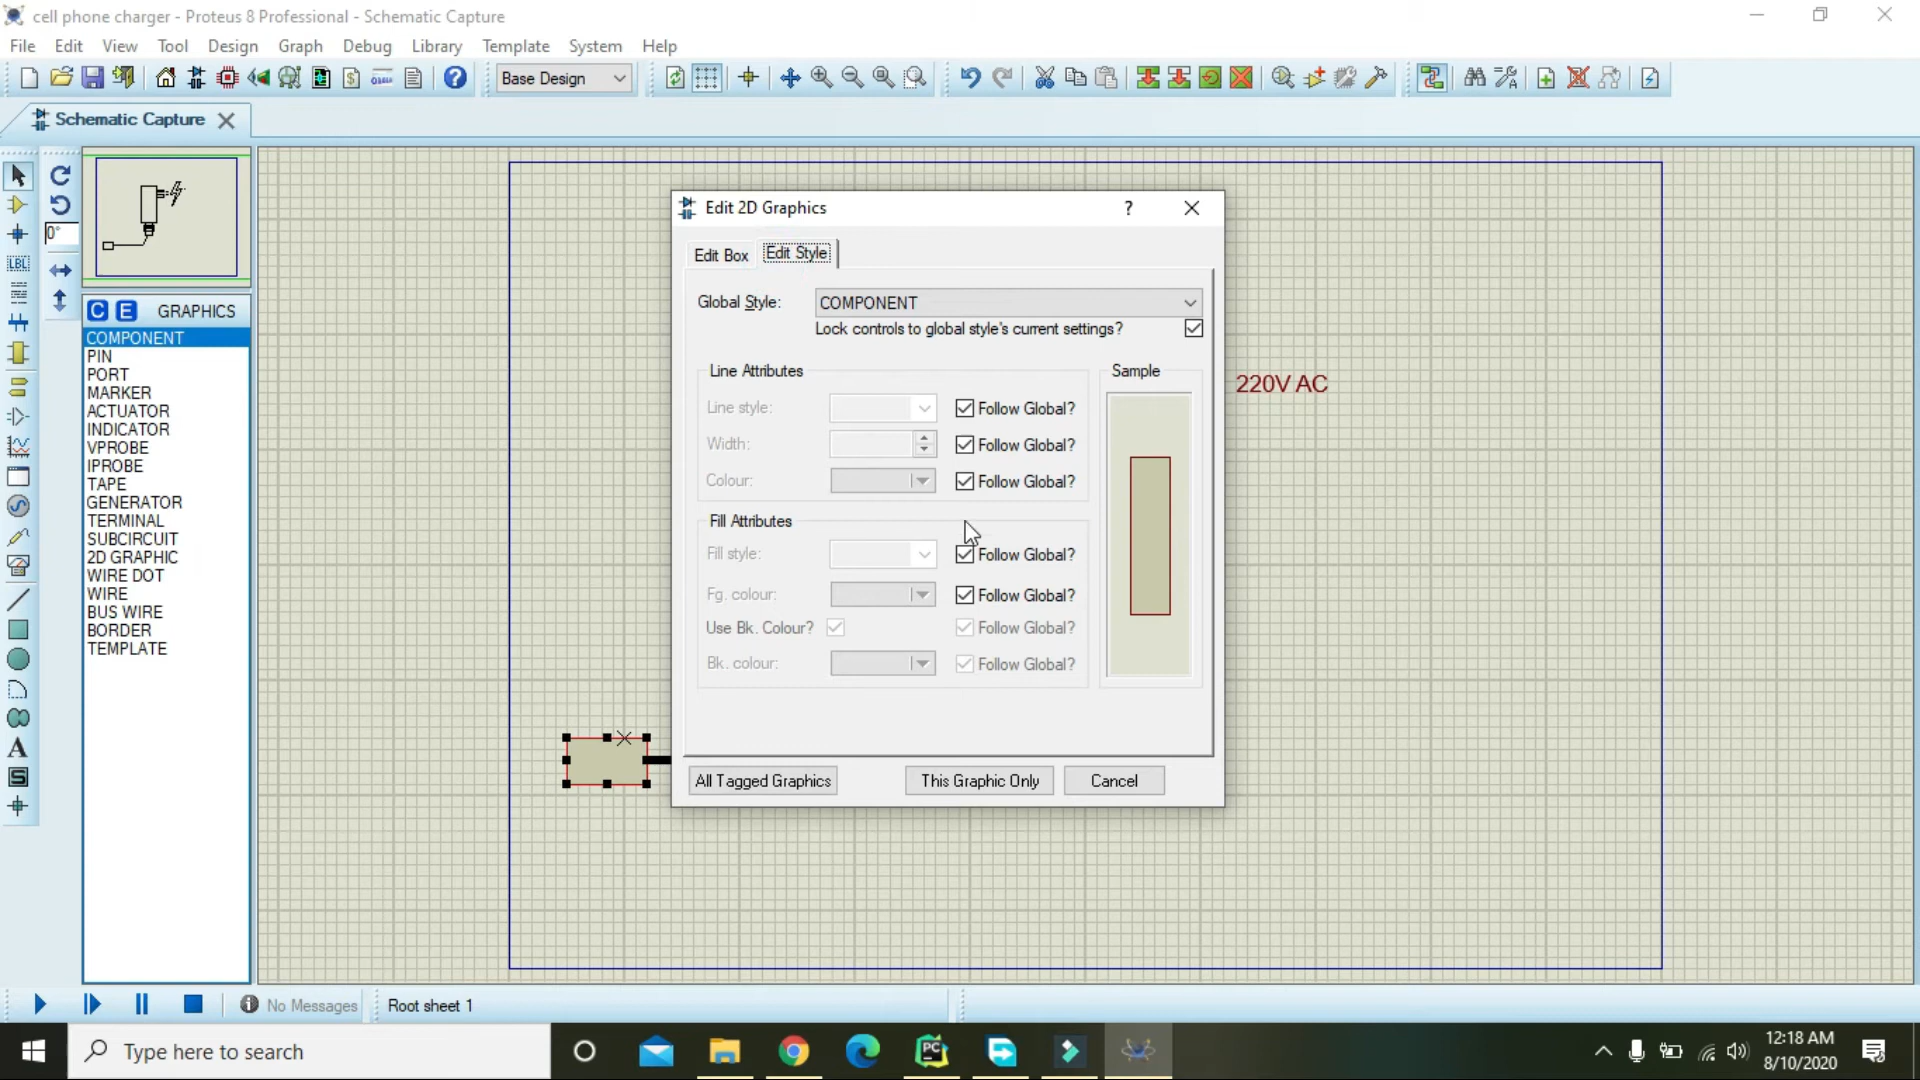 cell phone charger - Proteus 8 Professional - Schematic Capture
File Edit View Tool Design Graph Debug Library Template System Help
Base Design
Schematic Capture
0°
LBL
C E GRAPHICS
COMPONENT
PIN
PORT
MARKER
ACTUATOR
INDICATOR
VPROBE
IPROBE
TAPE
GENERATOR
TERMINAL
SUBCIRCUIT
2D GRAPHIC
WIRE DOT
WIRE
BUS WIRE
BORDER
TEMPLATE
A
S
Edit 2D Graphics ?
Edit Box Edit Style
Global Style: COMPONENT
Lock controls to global style's current settings?
Line Attributes
Line style: Follow Global?
Width: Follow Global?
Colour: Follow Global?
Fill Attributes
Fill style: Follow Global?
Fg. colour: Follow Global?
Use Bk. Colour? Follow Global?
Bk. colour: Follow Global?
Sample
All Tagged Graphics This Graphic Only Cancel
220V AC
No Messages Root sheet 1
Type here to search
PC
12:18 AM
8/10/2020